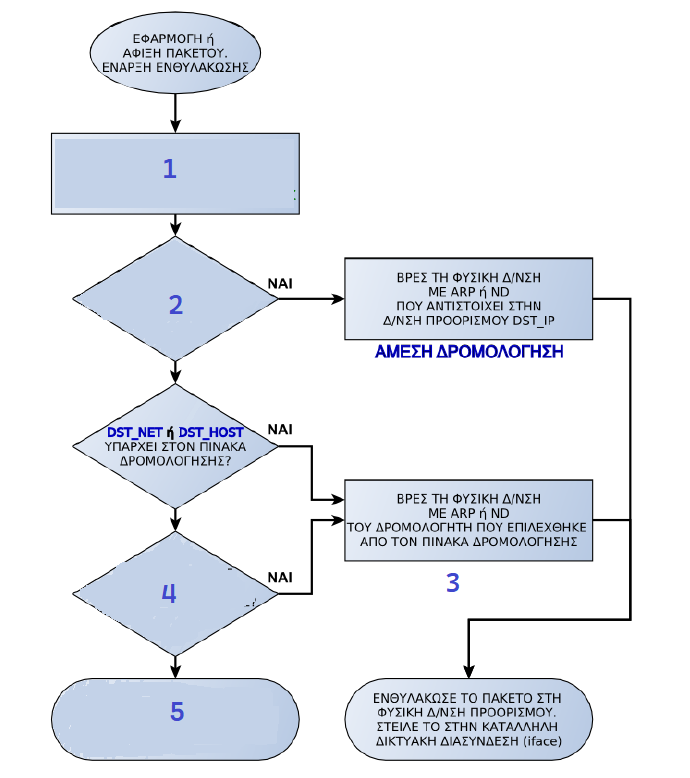 ΕΦΑΡΜΟΓΗ ή
ΑΦΙΞΗ ΠΑΚΕΤΟΥ.
ΕΝΑΡΞΗ ΕΝΘΥΛΑΚΩΣΗΣ
1
2
ΝΑΙ
ΒΡΕΣ ΤΗ ΦΥΣΙΚΗ Δ/ΝΣΗ
ΜΕ ARP ή ND
ΠΟΥ ΑΝΤΙΣΤΟΙΧΕΙ ΣΤΗΝ
Δ/ΝΣΗ ΠΡΟΟΡΙΣΜΟΥ DST_IP
ΑΜΕΣΗ ΔΡΟΜΟΛΟΓΗΣΗ
DST_NET ή DST_HOST
ΥΠΑΡΧΕΙ ΣΤΟΝ ΠΙΝΑΚΑ
ΔΡΟΜΟΛΟΓΗΣΗΣ?
ΝΑΙ
ΒΡΕΣ ΤΗ ΦΥΣΙΚΗ Δ/ΝΣΗ
ΜΕ ARP ή ND
ΤΟΥ ΔΡΟΜΟΛΟΓΗΤΗ ΠΟΥ ΕΠΙΛΕΧΘΗΚΕ
ΑΠΟ ΤΟΝ ΠΙΝΑΚΑ ΔΡΟΜΟΛΟΓΗΣΗΣ
3
4
ΝΑΙ
5
ΕΝΘΥΛΑΚΩΣΕ ΤΟ ΠΑΚΕΤΟ ΣΤΗ
ΦΥΣΙΚΗ Δ/ΝΣΗ ΠΡΟΟΡΙΣΜΟΥ.
ΣΤΕΙΛΕ ΤΟ ΣΤΗΝ ΚΑΤΑΛΛΗΛΗ
ΔΙΚΤΥΑΚΗ ΔΙΑΣΥΝΔΕΣΗ (iface)